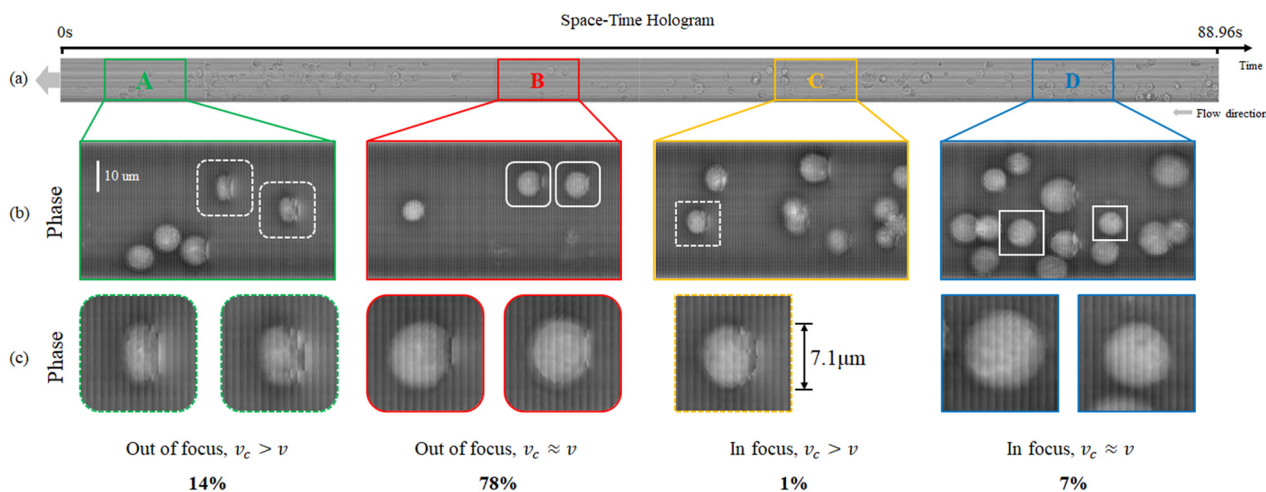 Space-Time Hologram
0s
88.96s
Time
(a)
A
B
C
D
Flow direction
(b)
Phase
10 um
(c)
Phase
7.1μm
Out of focus, v_c > v
Out of focus, v_c ≈ v
In focus, v_c > v
In focus, v_c ≈ v
14%
78%
1%
7%